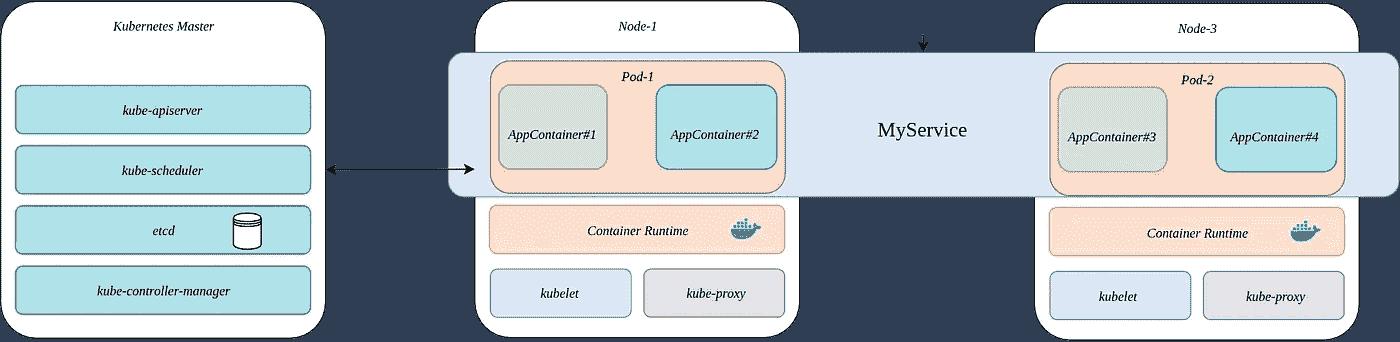 Kubernetes Master
kube-apiserver
kube-scheduler
etcd
kube-controller-manager
Node-1
Pod-1
AppContainer#1
AppContainer#2
Container Runtime
kubelet
kube-proxy
MyService
Node-3
Pod-2
AppContainer#3
AppContainer#4
Container Runtime
kubelet
kube-proxy